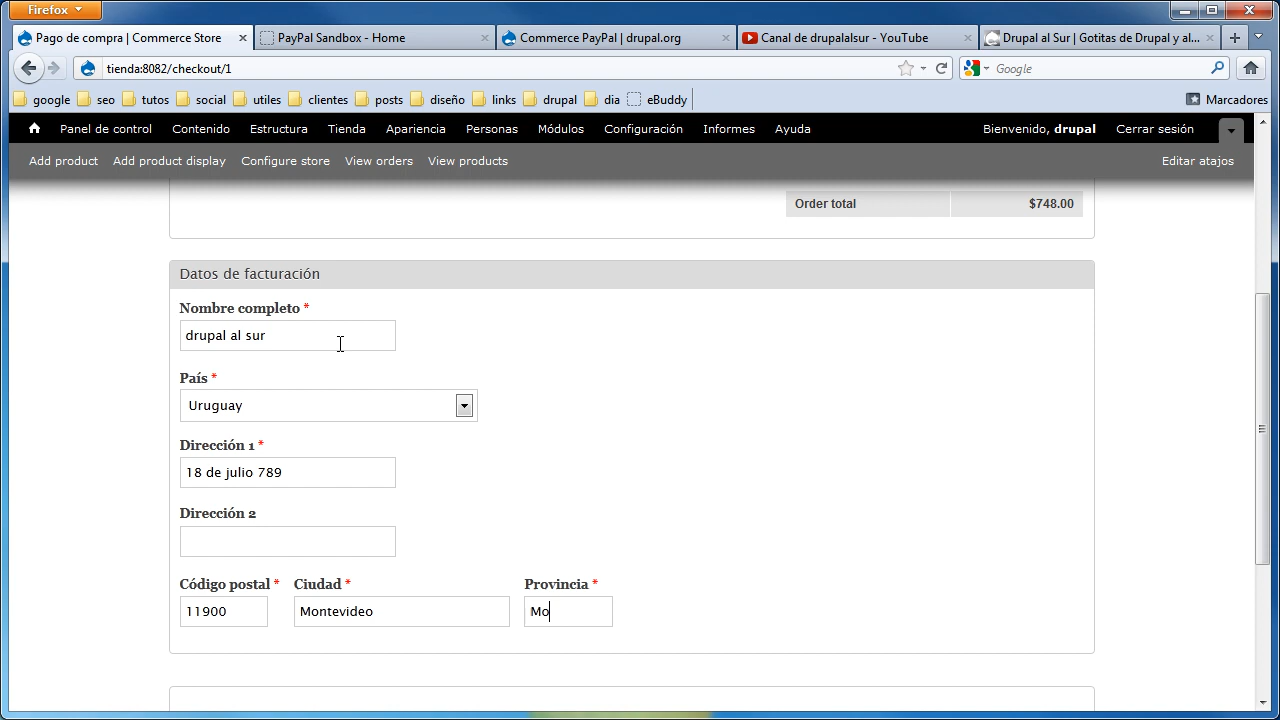 Firefox
Pago de compra | Commerce Store
PayPal Sandbox - Home
Commerce PayPal | drupal.org
Canal de drupalalsur - YouTube
Drupal al Sur | Gotitas de Drupal y al...
tienda:8082/checkout/1
Google
google
seo
tutos
social
utiles
clientes
posts
diseño
links
drupal
dia
eBuddy
Marcadores
Panel de control
Contenido
Estructura
Tienda
Apariencia
Personas
Módulos
Configuración
Informes
Ayuda
Bienvenido, drupal
Cerrar sesión
Add product
Add product display
Configure store
View orders
View products
Editar atajos
Order total
$748.00
Datos de facturación
Nombre completo *
drupal al sur
País *
Uruguay
Dirección 1 *
18 de julio 789
Dirección 2
Código postal *
Ciudad *
Provincia *
11900
Montevideo
Mo